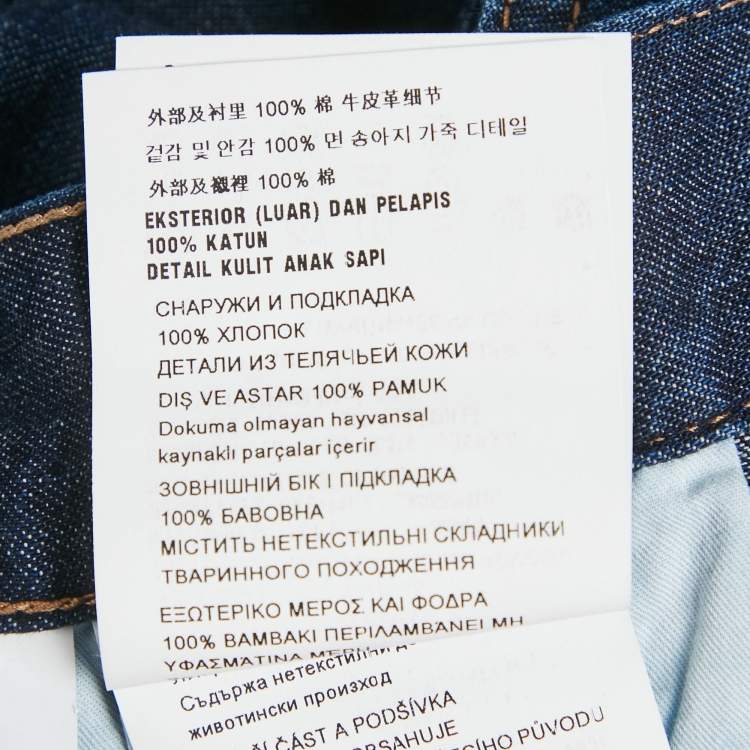 外部及衬里 100% 棉 牛皮革细节
겉감 및 안감 100% 면 송아지 가죽 디테일
外部及襯裡 100% 棉
EKSTERIOR (LUAR) DAN PELAPIS
100% KATUN
DETAIL KULIT ANAK SAPI
СНАРУЖИ И ПОДКЛАДКА
100% ХЛОПОК
ДЕТАЛИ ИЗ ТЕЛЯЧЬЕЙ КОЖИ
DIŞ VE ASTAR 100% PAMUK
Dokuma olmayan hayvansal
kaynaklı parçalar içerir
ЗОВНІШНІЙ БІК І ПІДКЛАДКА
100% БАВОВНА
МІСТИТЬ НЕТЕКСТИЛЬНІ СКЛАДНИКИ
ТВАРИННОГО ПОХОДЖЕННЯ
ΕΞΩΤΕΡΙΚΟ ΜΕΡΟΣ ΚΑΙ ΦΟΔΡΑ
100% ΒΑΜΒΑΚΙ ΠΕΡΙΛΑΜΒΑΝΕΙ ΜΗ
ΥΦΑΣΜΑΤΙΝΑ
Съдържа нетекстилни
животински произход
ČÁST A PODŠÍVKA
PŮVODU